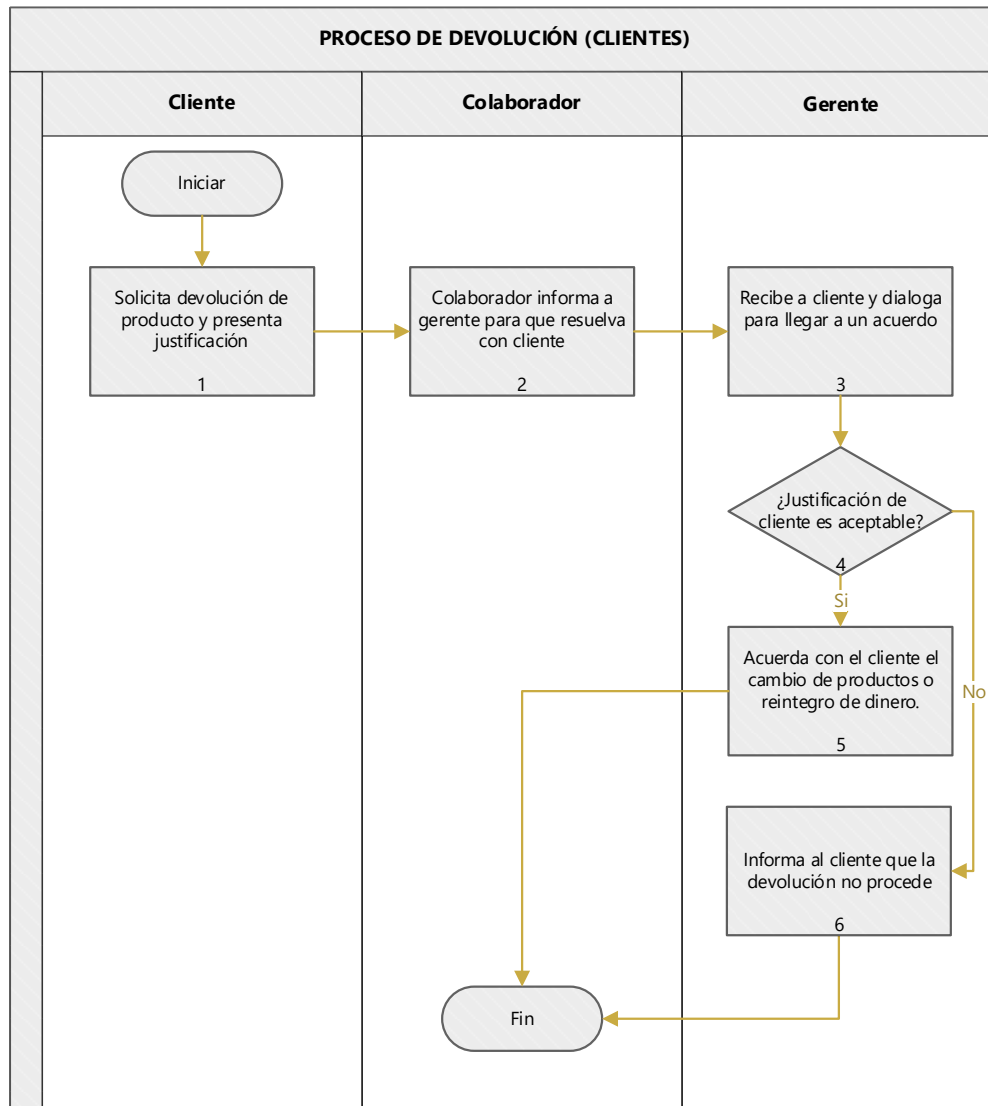 PROCESO DE DEVOLUCIÓN (CLIENTES)
Cliente
Colaborador
Gerente
Iniciar
Solicita devolución de
producto y presenta
justificación
1
Colaborador informa a
gerente para que resuelva
con cliente
2
Recibe a cliente y dialoga
para llegar a un acuerdo
3
¿Justificación de
cliente es aceptable?
4
Si
No
Acuerda con el cliente el
cambio de productos o
reintegro de dinero.
5
Informa al cliente que la
devolución no procede
6
Fin